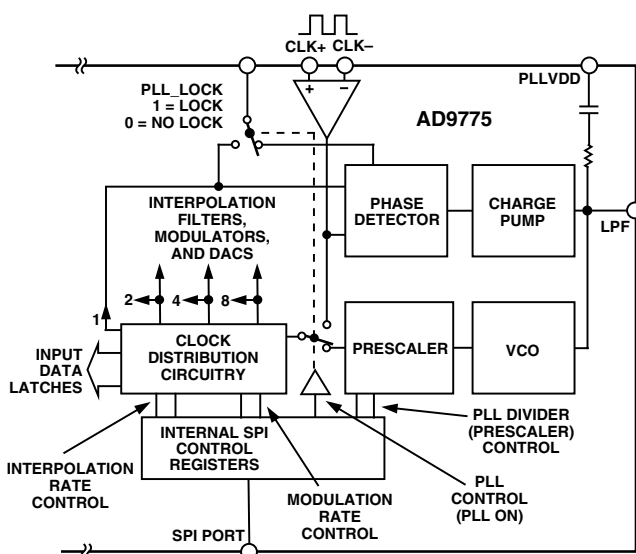 CLK+ CLK–
PLLVDD
PLL_LOCK
1 = LOCK
0 = NO LOCK
+ –
AD9775
INTERPOLATION
FILTERS,
MODULATORS,
AND DACS
PHASE
DETECTOR
CHARGE
PUMP
LPF
2 4 8
1
CLOCK
DISTRIBUTION
CIRCUITRY
PRESCALER
VCO
INPUT
DATA
LATCHES
INTERNAL SPI
CONTROL
REGISTERS
PLL DIVIDER
(PRESCALER)
CONTROL
INTERPOLATION
RATE
CONTROL
MODULATION
RATE
CONTROL
PLL
CONTROL
(PLL ON)
SPI PORT